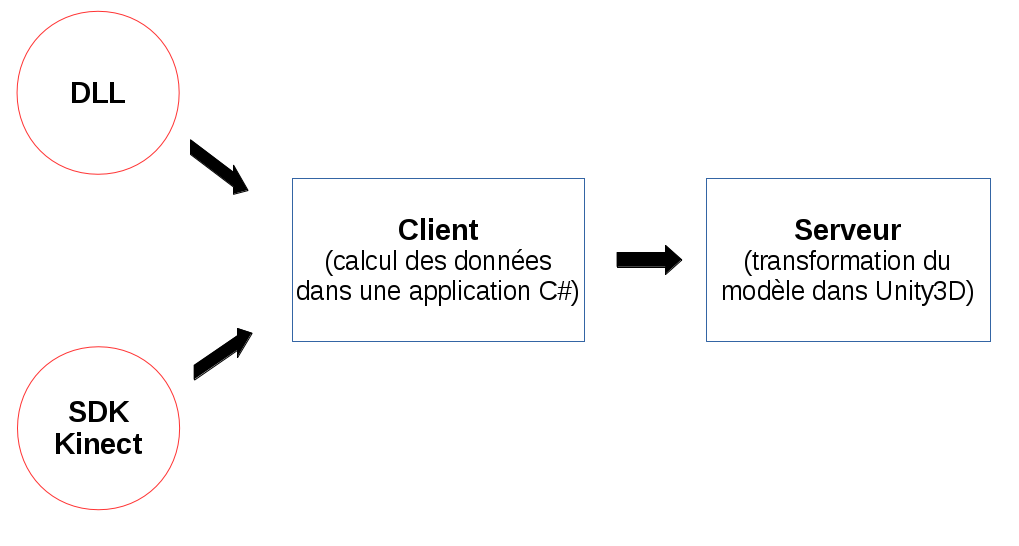 DLL
Client
(calcul des données
dans une application C#)
Serveur
(transformation du
modèle dans Unity3D)
SDK
Kinect